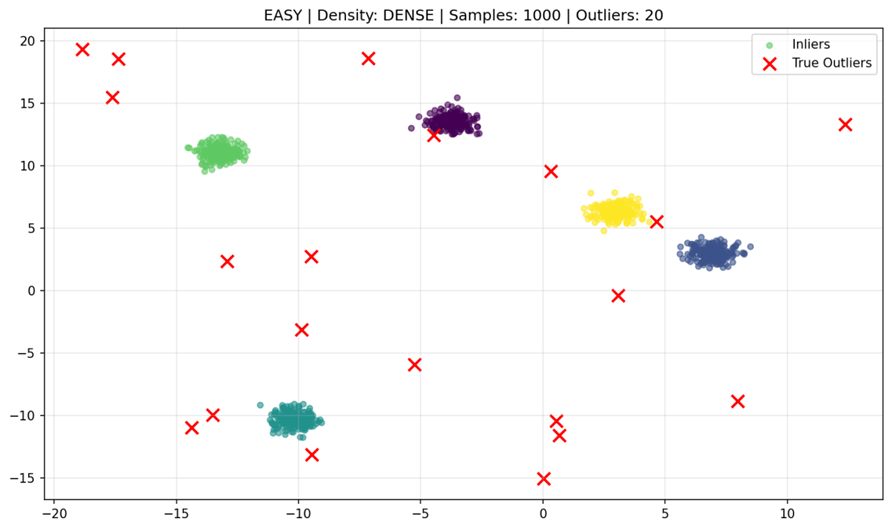 EASY | Density: DENSE | Samples: 1000 | Outliers: 20
Inliers
True Outliers
20
15
10
5
0
−5
−10
−15
−20 −15 −10 −5 0 5 10